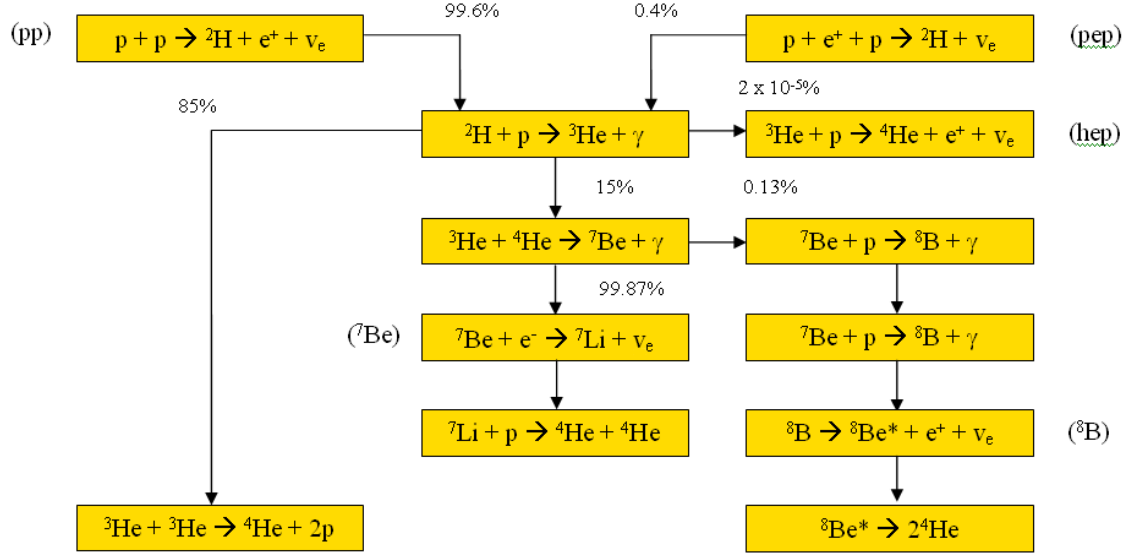 99.6% 0.4%
(pp) p + p → ²H + e⁺ + νₑ p + e⁺ + p → ²H + νₑ (pep)
2 x 10⁻⁵%
85%
²H + p → ³He + γ ³He + p → ⁴He + e⁺ + νₑ (hep)
15% 0.13%
³He + ⁴He → ⁷Be + γ ⁷Be + p → ⁸B + γ
99.87%
(⁷Be) ⁷Be + e⁻ → ⁷Li + νₑ ⁷Be + p → ⁸B + γ
⁷Li + p → ⁴He + ⁴He ⁸B → ⁸Be* + e⁺ + νₑ (⁸B)
³He + ³He → ⁴He + 2p ⁸Be* → 2⁴He